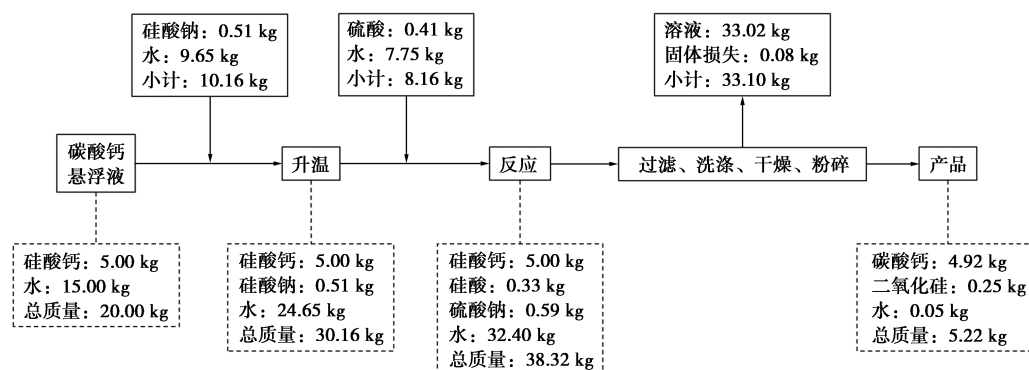 硅酸钠：0.51 kg
水：9.65 kg
小计：10.16 kg
硫酸：0.41 kg
水：7.75 kg
小计：8.16 kg
溶液：33.02 kg
固体损失：0.08 kg
小计：33.10 kg
碳酸钙
悬浮液
升温
反应
过滤、洗涤、干燥、粉碎
产品
硅酸钙：5.00 kg
水：15.00 kg
总质量：20.00 kg
硅酸钙：5.00 kg
硅酸钠：0.51 kg
水：24.65 kg
总质量：30.16 kg
硅酸钙：5.00 kg
硅酸：0.33 kg
硫酸钠：0.59 kg
水：32.40 kg
总质量：38.32 kg
碳酸钙：4.92 kg
二氧化硅：0.25 kg
水：0.05 kg
总质量：5.22 kg